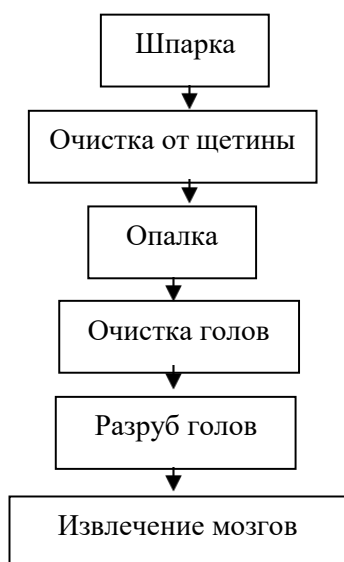 Шпарка
Очистка от щетины
Опалка
Очистка голов
Разруб голов
Извлечение мозгов